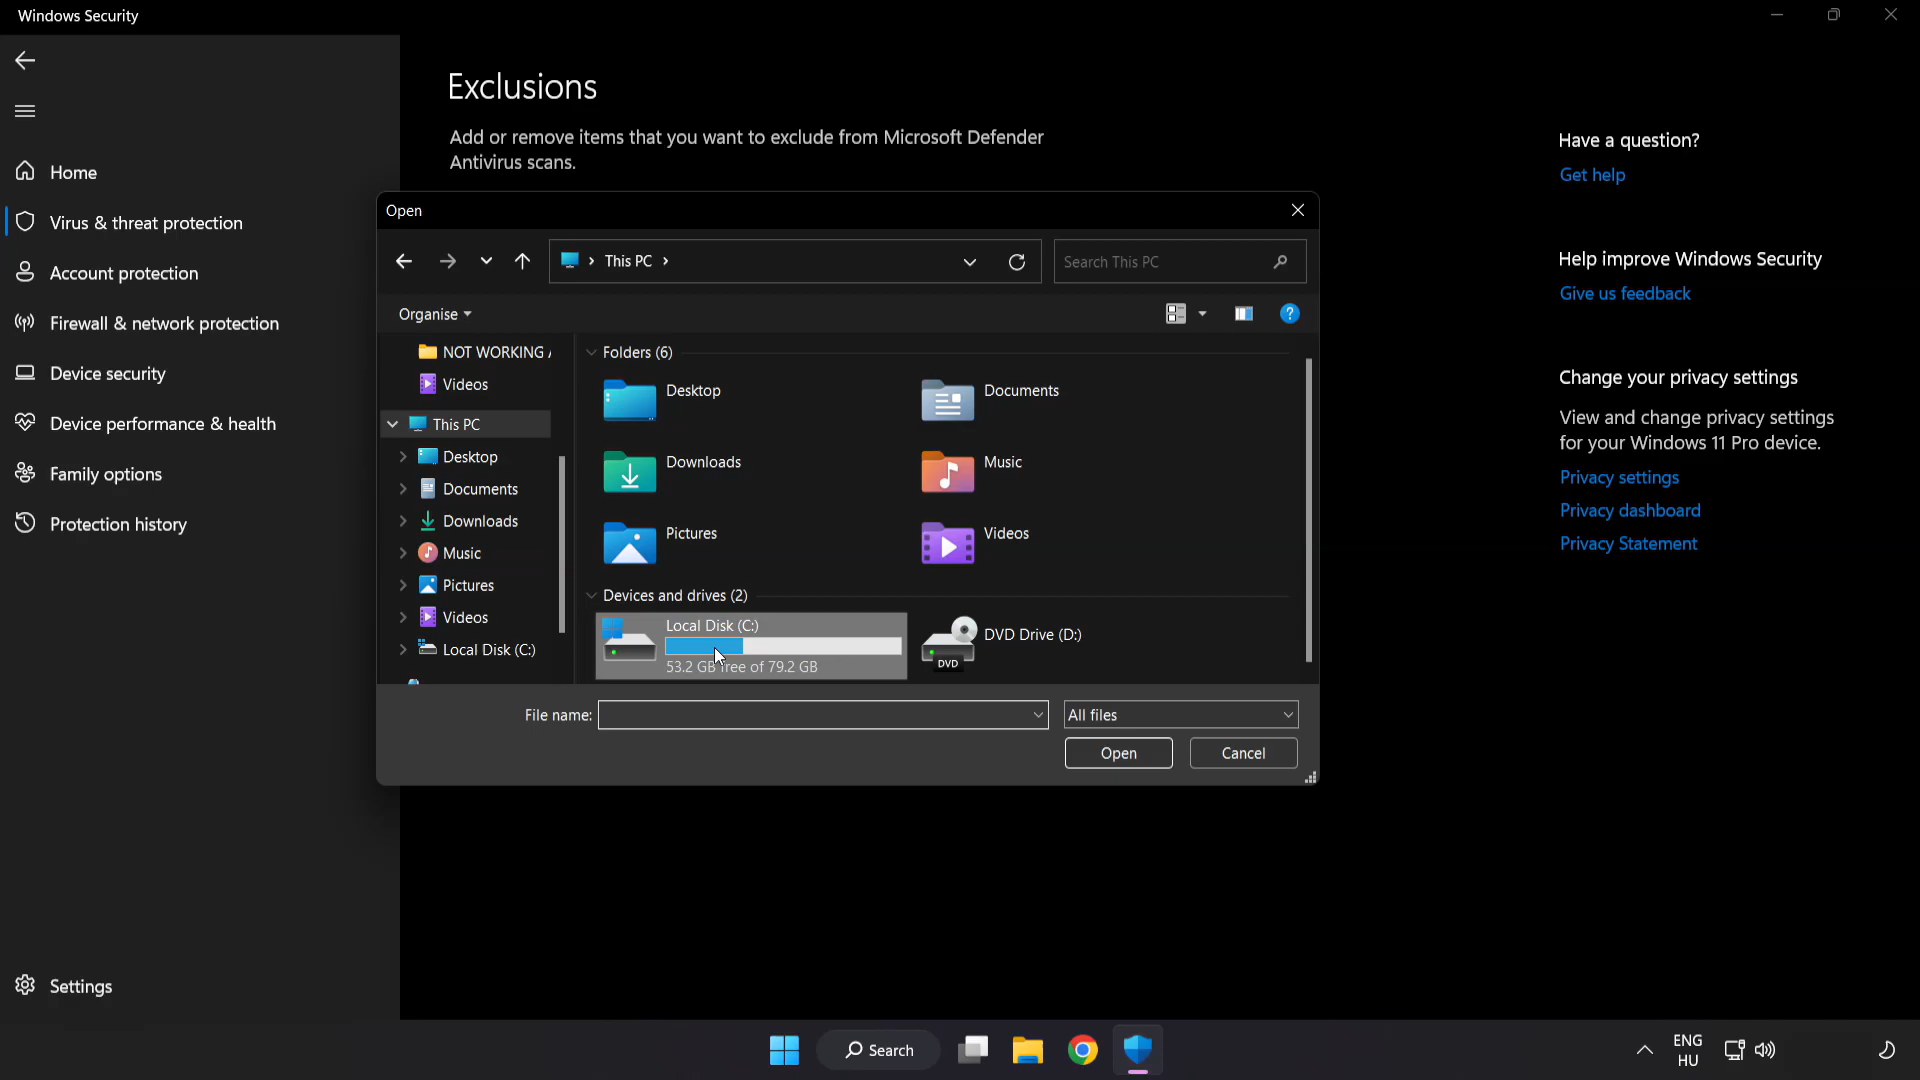 Windows Security
Home
Virus & threat protection
Account protection
Firewall & network protection
Device security
Device performance & health
Family options
Protection history
Settings
Exclusions
Add or remove items that you want to exclude from Microsoft Defender
Antivirus scans.
Open
This PC
Search This PC
Organise
?
NOT WORKING
Videos
This PC
Desktop
Documents
Downloads
Music
Pictures
Videos
Local Disk (C:)
Folders (6)
Desktop
Documents
Downloads
Music
Pictures
Videos
Devices and drives (2)
Local Disk (C:)
53.2 GB free of 79.2 GB
DVD
DVD Drive (D:)
File name:
All files
Open
Cancel
Have a question?
Get help
Help improve Windows Security
Give us feedback
Change your privacy settings
View and change privacy settings
for your Windows 11 Pro device.
Privacy settings
Privacy dashboard
Privacy Statement
Search
ENG
HU